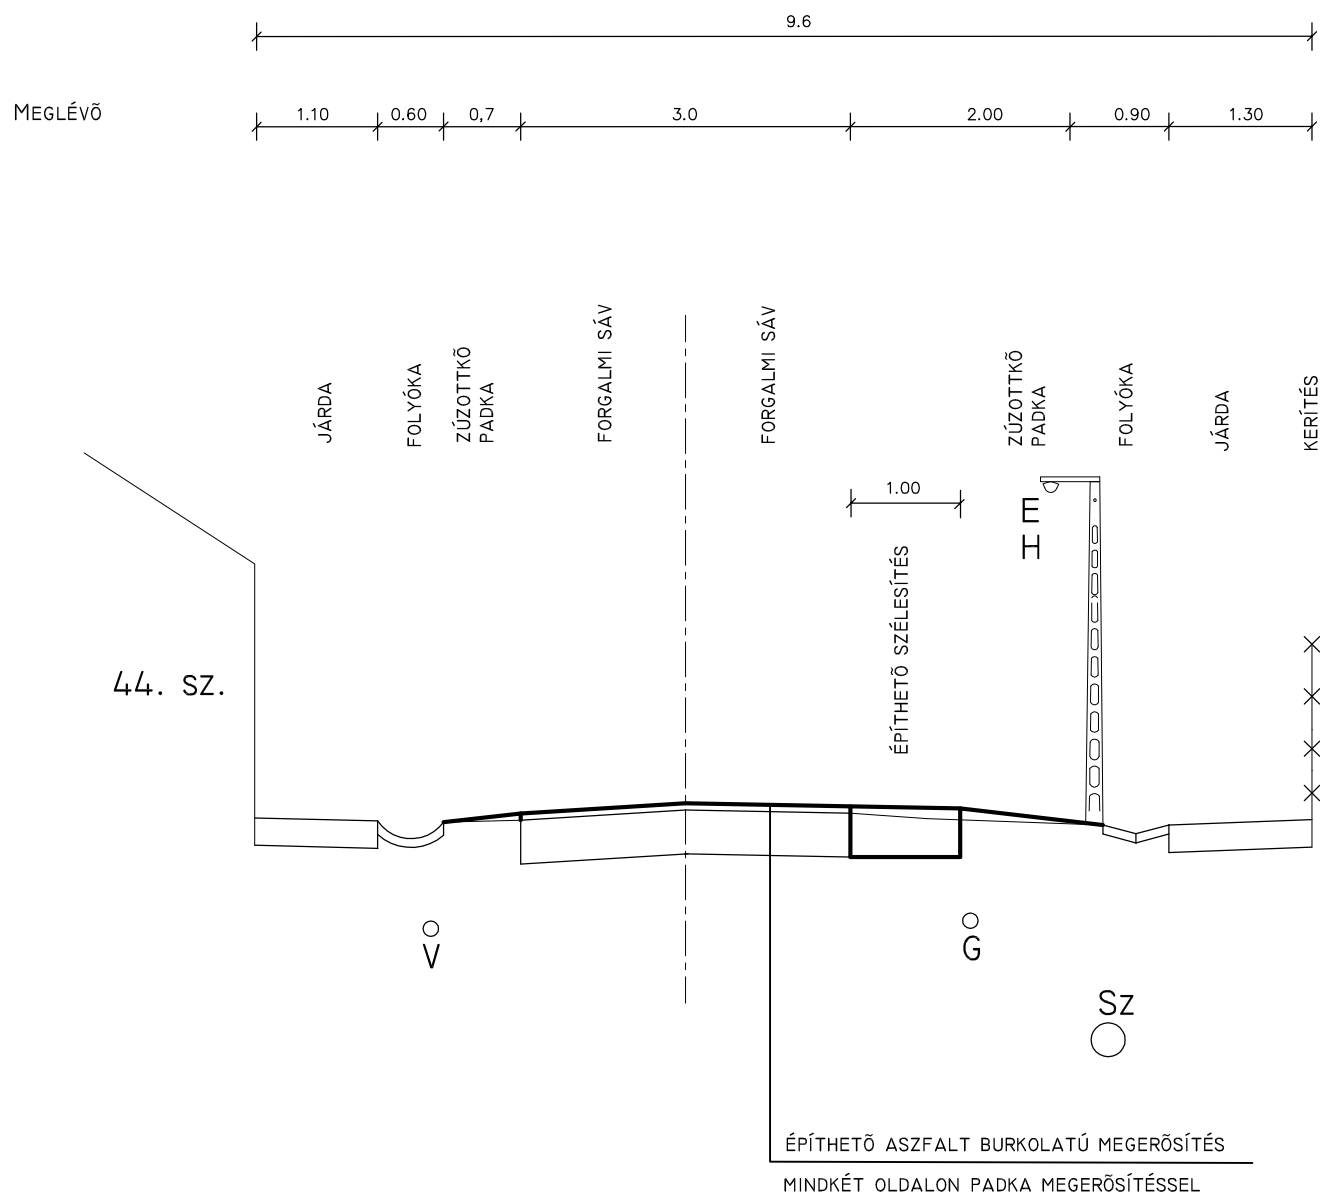 9.6
MEGLÉVÕ
1.10
0.60
0,7
3.0
2.00
0.90
1.30
JÁRDA
FOLYÓKA
ZÚZOTTKÕ
PADKA
FORGALMI SÁV
FORGALMI SÁV
ZÚZOTTKÕ
PADKA
FOLYÓKA
JÁRDA
KERÍTÉS
1.00
E
H
ÉPÍTHETÕ SZÉLESÍTÉS
44. SZ.
V
G
Sz
ÉPÍTHETÕ ASZFALT BURKOLATÚ MEGERÕSÍTÉS
MINDKÉT OLDALON PADKA MEGERÕSÍTÉSSEL